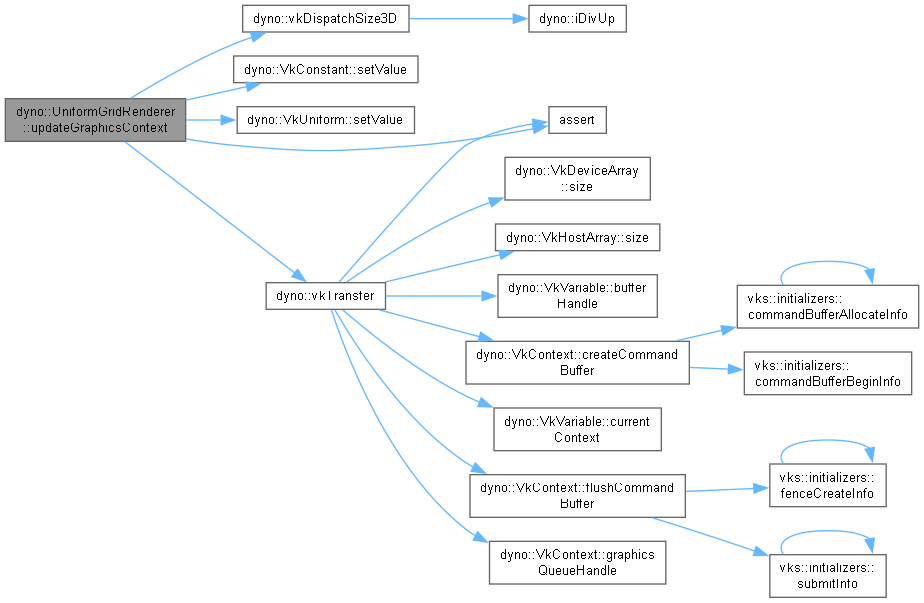 dyno::vkDispatchSize3D
dyno::iDivUp
dyno::VkConstant::setValue
dyno::UniformGridRenderer
::updateGraphicsContext
dyno::VkUniform::setValue
assert
dyno::VkDeviceArray
::size
dyno::VkHostArray::size
dyno::vkTransfer
dyno::VkVariable::buffer
Handle
vks::initializers::
commandBufferAllocateInfo
dyno::VkContext::createCommand
Buffer
vks::initializers::
commandBufferBeginInfo
dyno::VkVariable::current
Context
dyno::VkContext::flushCommand
Buffer
vks::initializers::
fenceCreateInfo
dyno::VkContext::graphics
QueueHandle
vks::initializers::
submitInfo